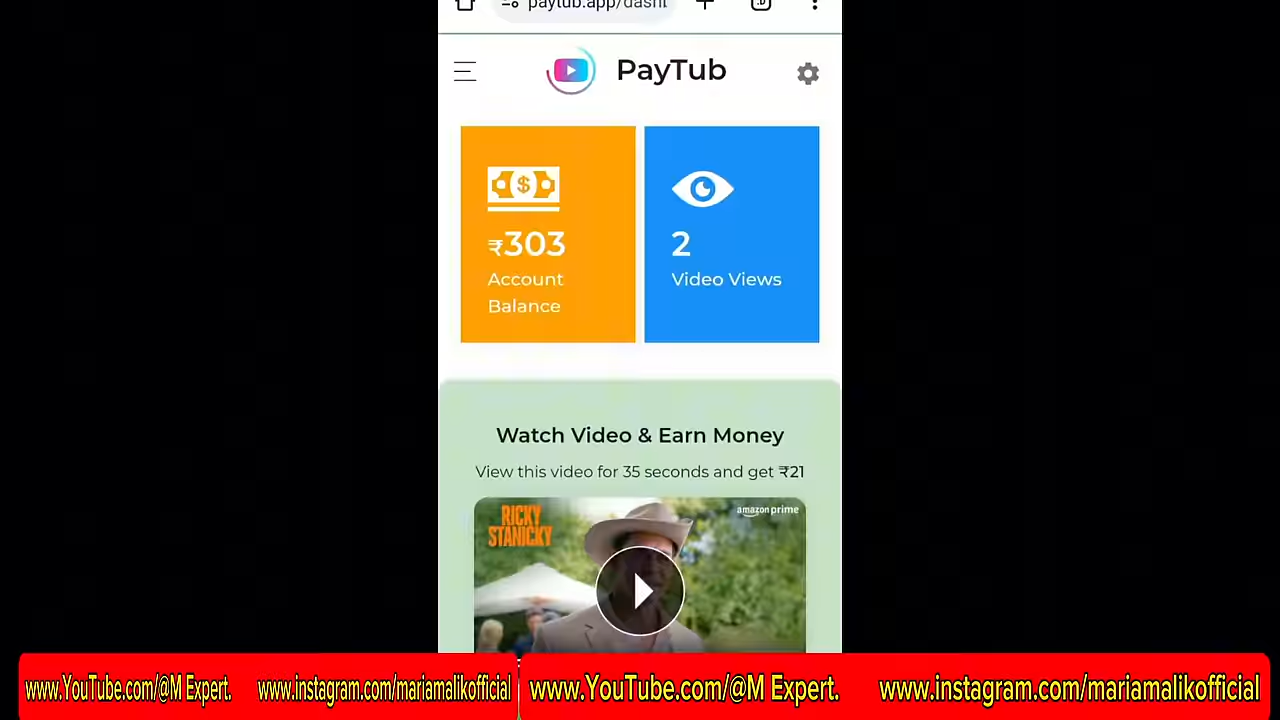 paytub.app/dashl
PayTub
₹303
Account
Balance
2
Video Views
Watch Video & Earn Money
View this video for 35 seconds and get ₹21
RICKY
STANICKY
amazon prime
www.YouTube.com/@M Expert. www.instagram.com/mariamalikofficial www.YouTube.com/@M Expert. www.instagram.com/mariamalikofficial